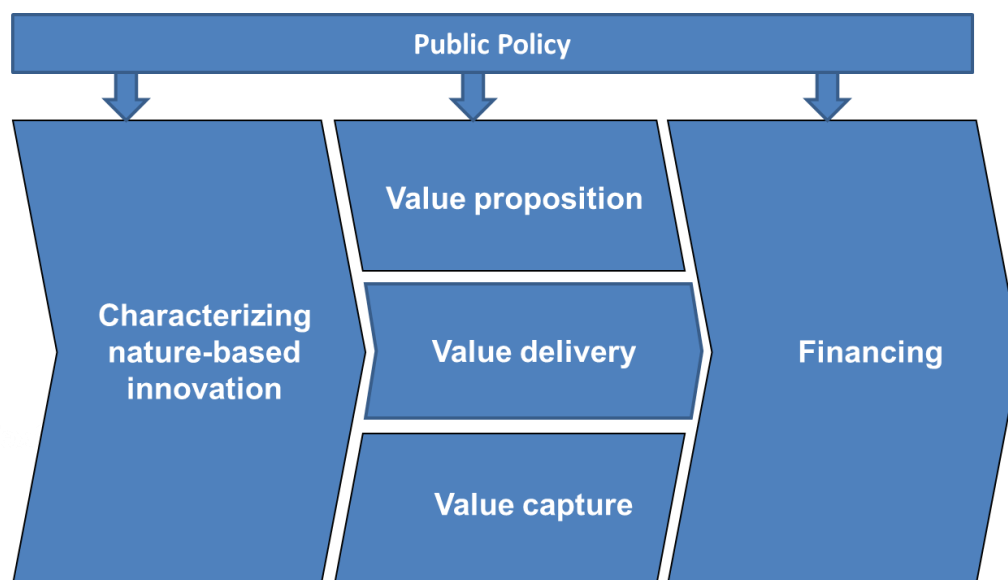 Public Policy
Value proposition
Characterizing
nature-based
innovation
Value delivery
Financing
Value capture